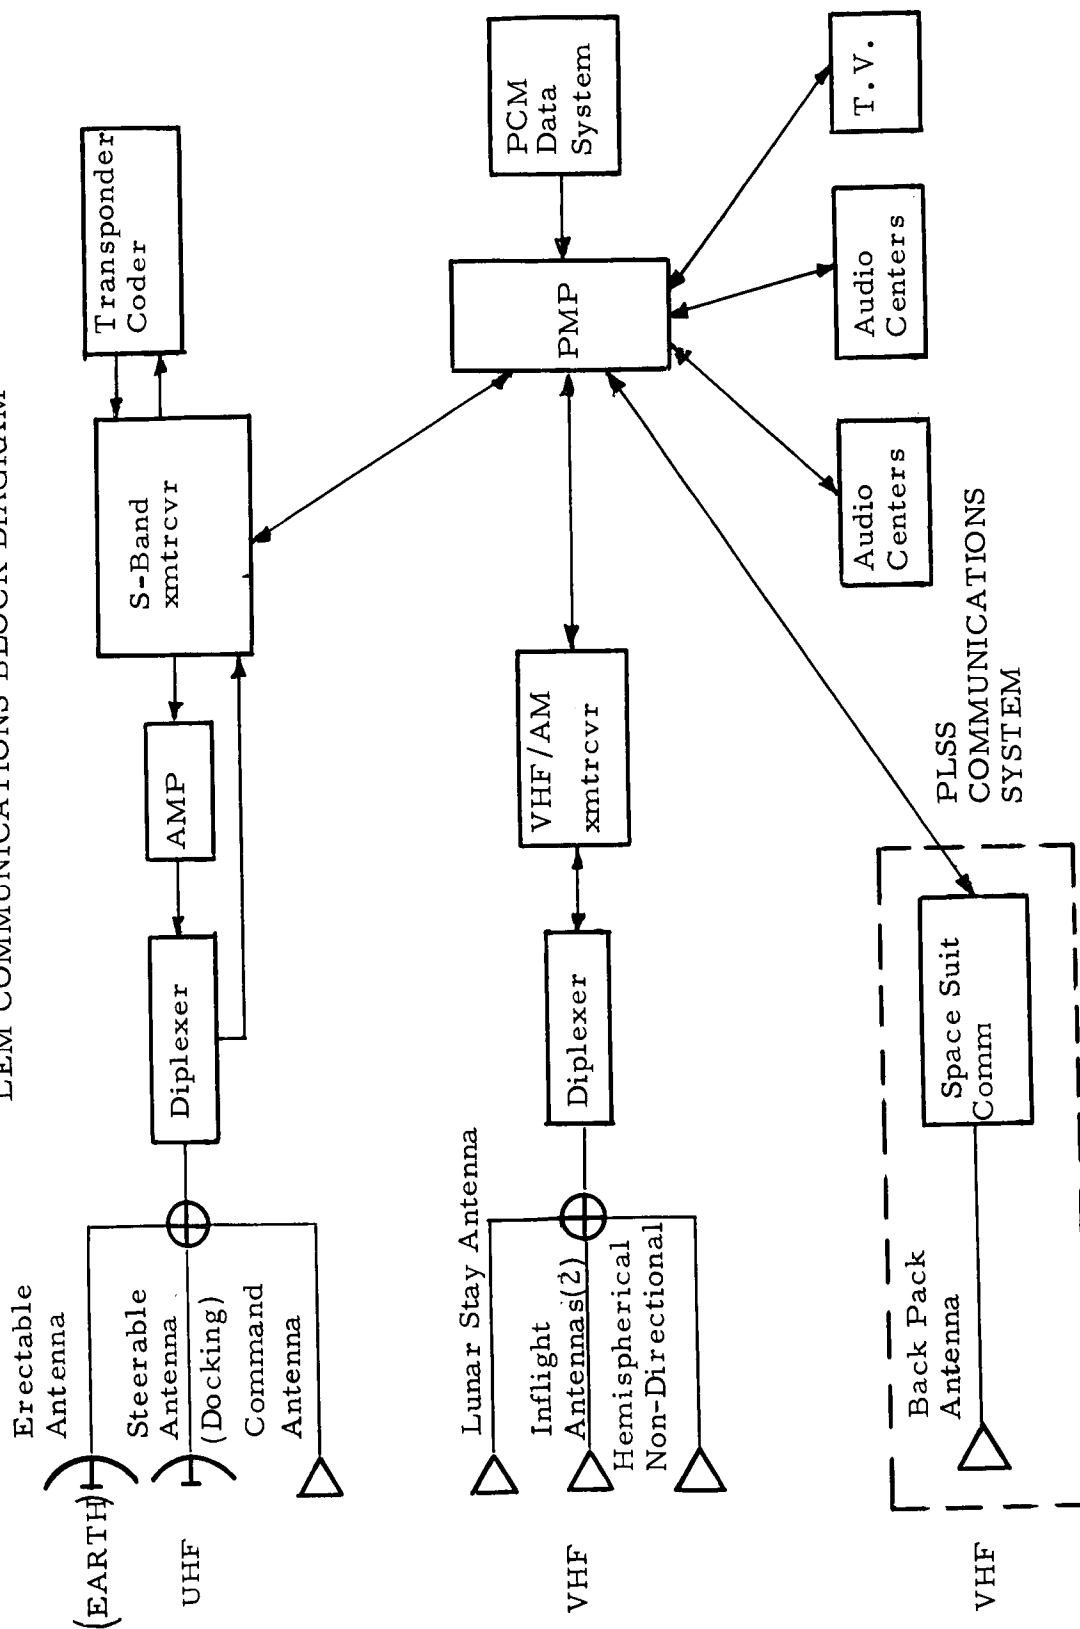 LEM COMMUNICATIONS BLOCK DIAGRAM
Erectable
Antenna
(EARTH)
Steerable
Antenna
(Docking)
UHF
Command
Antenna
Diplexer
AMP
S-Band
xmtrcvr
Transponder
Coder
Lunar Stay Antenna
Inflight
Antennas(2)
Hemispherical
Non-Directional
VHF
Diplexer
VHF/AM
xmtrcvr
PMP
PCM
Data
System
Audio
Centers
Audio
Centers
T.V.
PLSS
COMMUNICATIONS
SYSTEM
Back Pack
Antenna
VHF
Space Suit
Comm